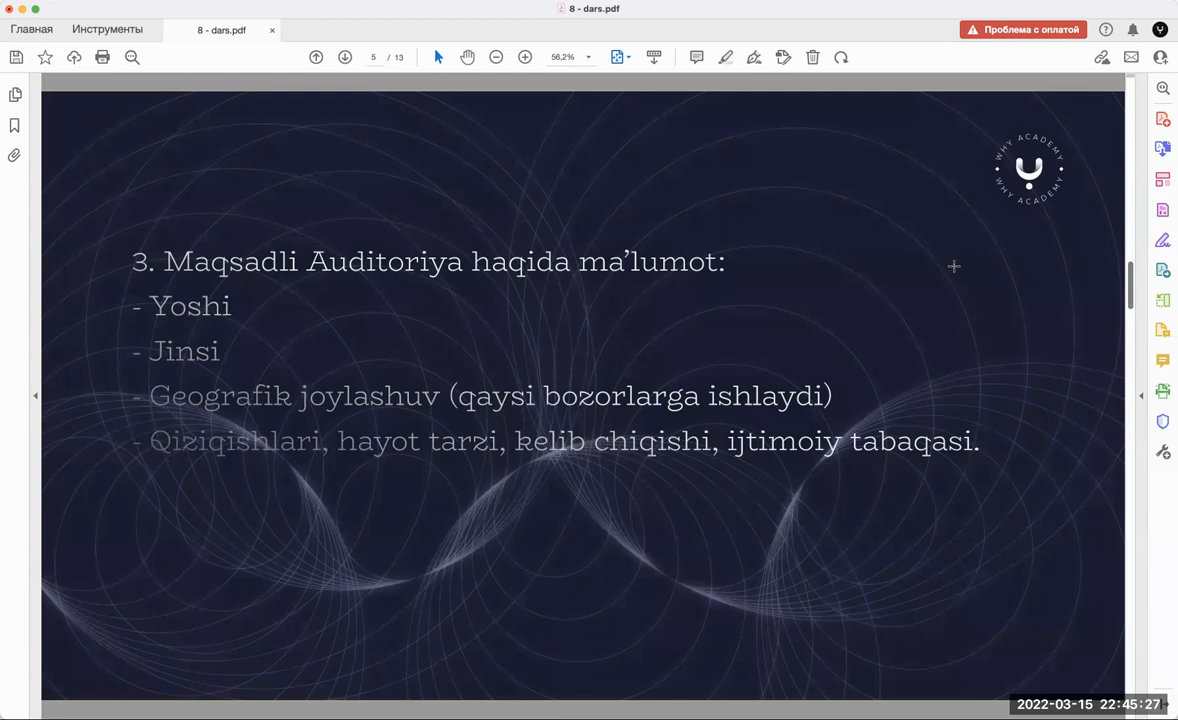 8 - dars.pdf
Главная
Инструменты
8 - dars.pdf
×
Проблема с оплатой
5 / 13
56,2%
WHY ACADEMY
WHY ACADEMY
3. Maqsadli Auditoriya haqida ma’lumot:
- Yoshi
- Jinsi
- Geografik joylashuv (qaysi bozorlarga ishlaydi)
- Qiziqishlari, hayot tarzi, kelib chiqishi, ijtimoiy tabaqasi.
2022-03-15 22:45:27